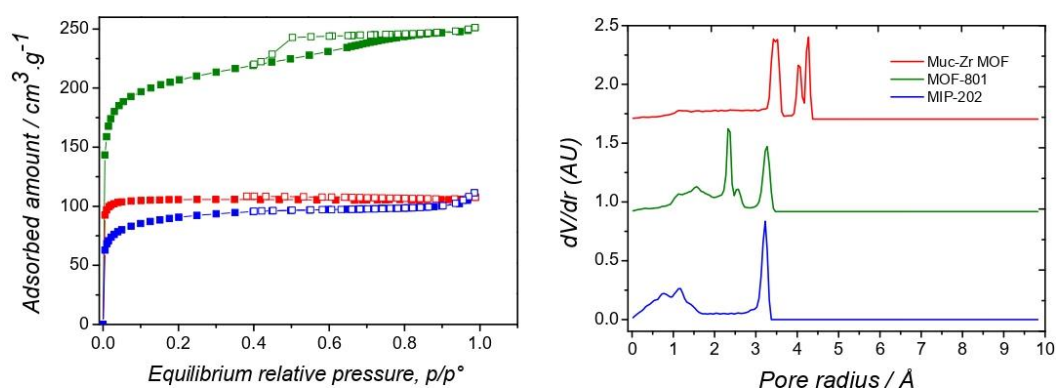 250
200
150
100
50
0
Adsorbed amount / cm³.g⁻¹
0.0 0.2 0.4 0.6 0.8 1.0
Equilibrium relative pressure, p/p°
2.5
2.0
1.5
1.0
0.5
0.0
dV/dr (AU)
Muc-Zr MOF
MOF-801
MIP-202
0 1 2 3 4 5 6 7 8 9 10
Pore radius / Å